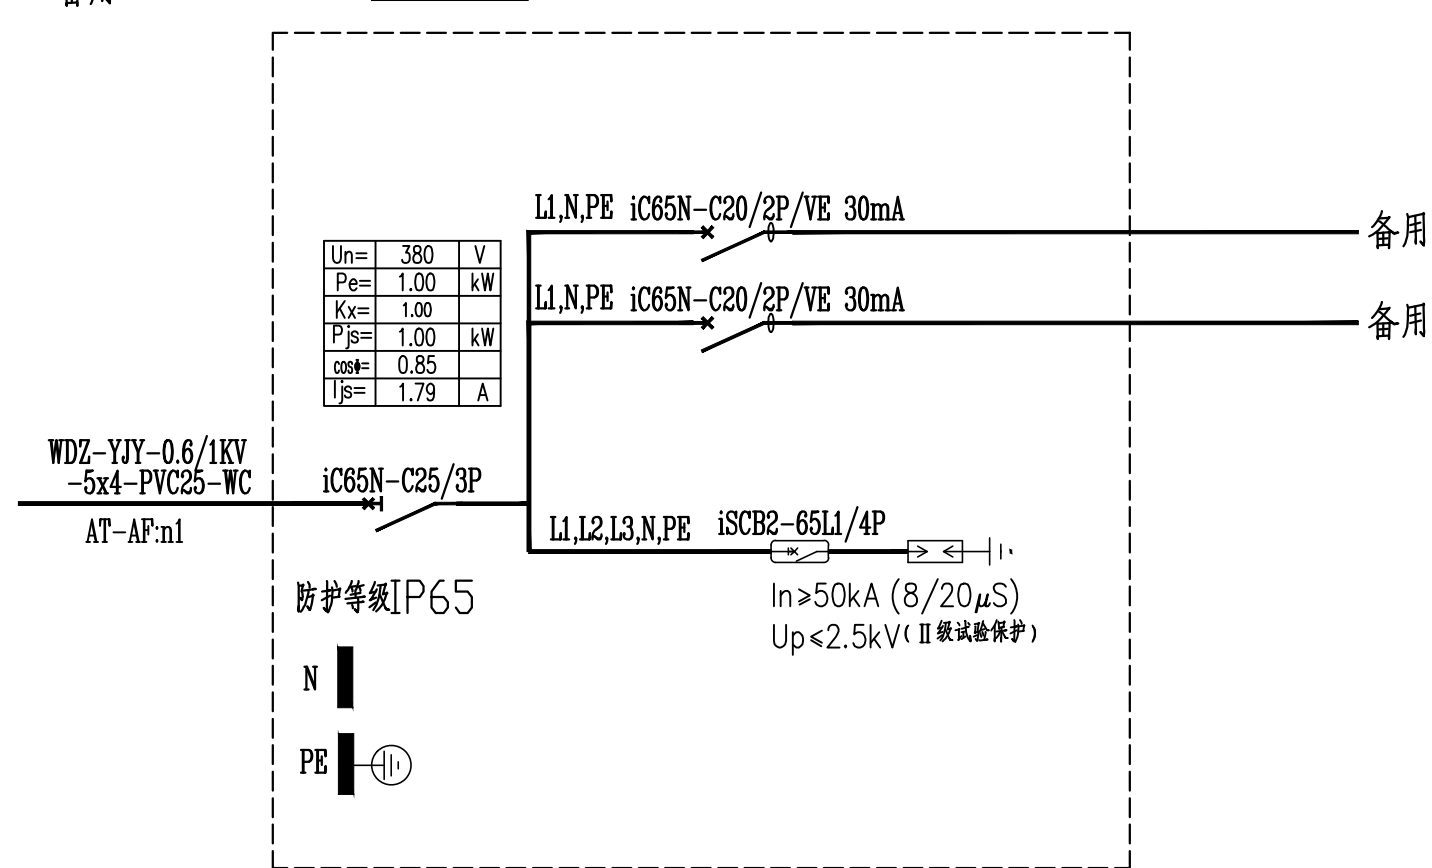 备用
L1,N,PE iC65N-C20/2P/VE 30mA 备用
Un= 380 V
Pe= 1.00 kW
Kx= 1.00
Pjs= 1.00 kW
cosΦ= 0.85
Ijs= 1.79 A
L1,N,PE iC65N-C20/2P/VE 30mA 备用
WDZ-YJY-0.6/1KV
-5x4-PVC25-WC
AT-AF:n1
iC65N-C25/3P
L1,L2,L3,N,PE iSCB2-65L1/4P
In≥50kA (8/20μS)
Up≤2.5kV(Ⅱ级试验保护)
防护等级IP65
N
PE